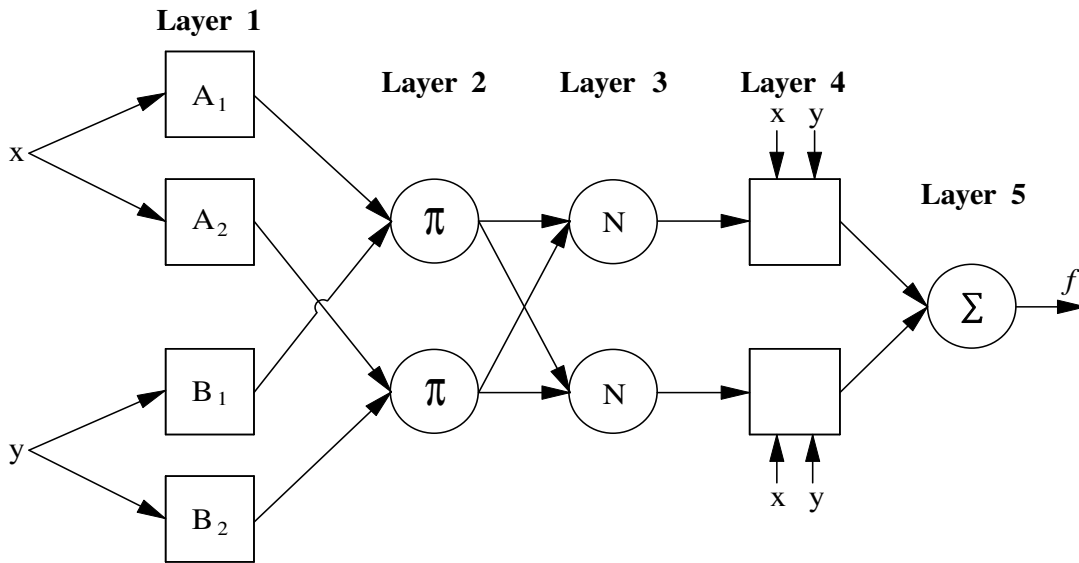 Layer 1
Layer 2
Layer 3
Layer 4
Layer 5
x
y
A1
A2
B1
B2
π
π
N
N
x y
x y
Σ
f